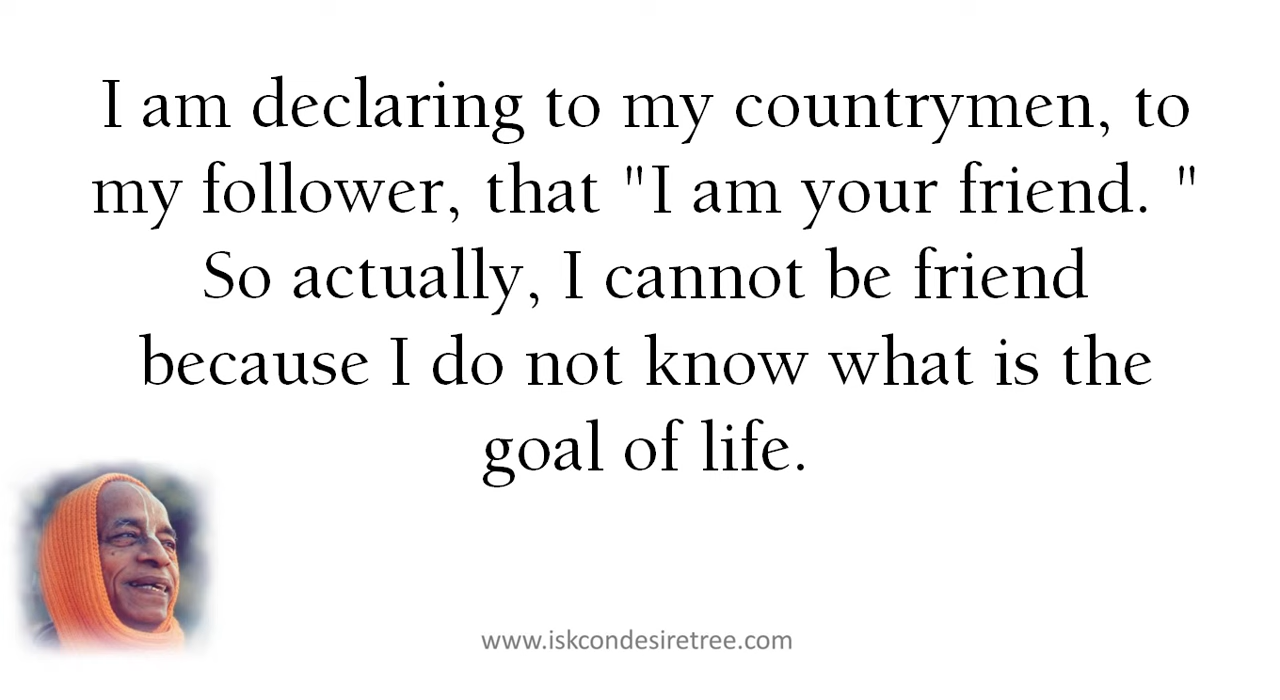 I am declaring to my countrymen, to
my follower, that "I am your friend. "
So actually, I cannot be friend
because I do not know what is the
goal of life.
www.iskcondesiretree.com